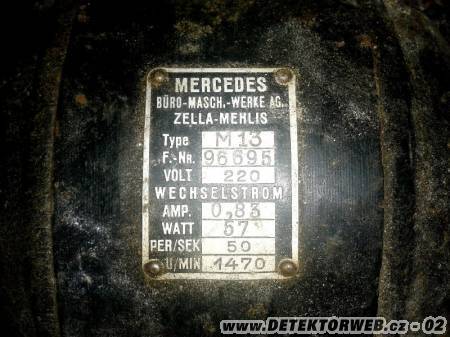 MERCEDES
BÜRO-MASCH.-WERKE AG.
ZELLA-MEHLIS
Type M 13
F.-Nr. 96695
VOLT 220
WECHSELSTROM
AMP. 0,83
WATT 57
PER/SEK 50
U/MIN 1470
www.DETEKTORWEB.cz - 02